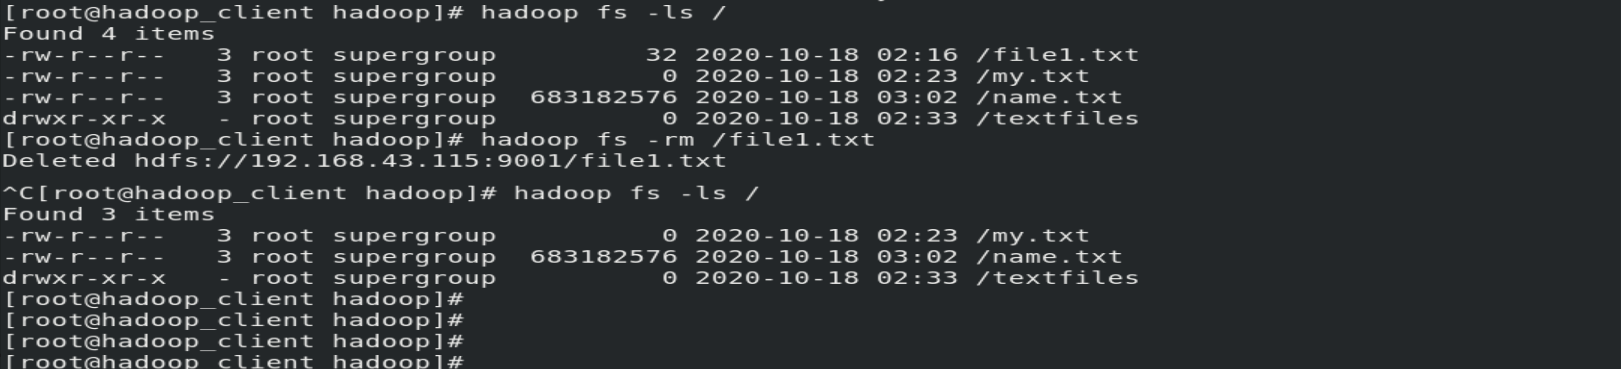 [root@hadoop_client hadoop]# hadoop fs -ls /
Found 4 items
-rw-r--r--   3 root supergroup         32 2020-10-18 02:16 /file1.txt
-rw-r--r--   3 root supergroup          0 2020-10-18 02:23 /my.txt
-rw-r--r--   3 root supergroup  683182576 2020-10-18 03:02 /name.txt
drwxr-xr-x   - root supergroup          0 2020-10-18 02:33 /textfiles
[root@hadoop_client hadoop]# hadoop fs -rm /file1.txt
Deleted hdfs://192.168.43.115:9001/file1.txt
^C[root@hadoop_client hadoop]# hadoop fs -ls /
Found 3 items
-rw-r--r--   3 root supergroup          0 2020-10-18 02:23 /my.txt
-rw-r--r--   3 root supergroup  683182576 2020-10-18 03:02 /name.txt
drwxr-xr-x   - root supergroup          0 2020-10-18 02:33 /textfiles
[root@hadoop_client hadoop]#
[root@hadoop_client hadoop]#
[root@hadoop_client hadoop]#
[root@hadoop_client hadoop]#